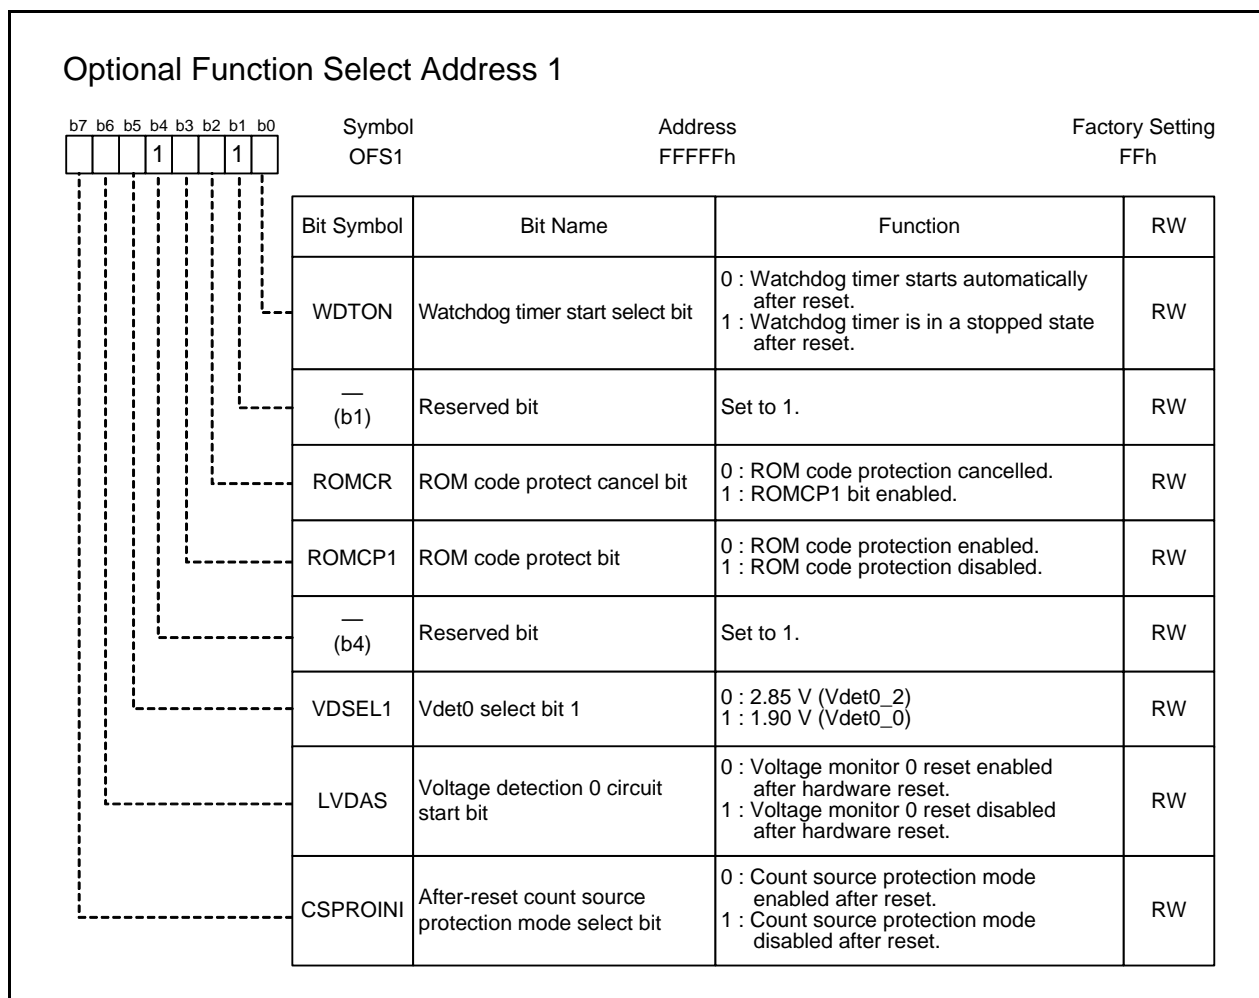 Optional Function Select Address 1
b7 b6 b5 b4 b3 b2 b1 b0
Symbol Address Factory Setting
1 1
OFS1 FFFFFh FFh
Bit Symbol Bit Name Function RW
WDTON Watchdog timer start select bit
0 : Watchdog timer starts automatically
after reset.
1 : Watchdog timer is in a stopped state
after reset.
RW
—
(b1)
Reserved bit Set to 1. RW
ROMCR ROM code protect cancel bit
0 : ROM code protection cancelled.
1 : ROMCP1 bit enabled.
RW
ROMCP1 ROM code protect bit
0 : ROM code protection enabled.
1 : ROM code protection disabled.
RW
—
(b4)
Reserved bit Set to 1. RW
VDSEL1 Vdet0 select bit 1
0 : 2.85 V (Vdet0_2)
1 : 1.90 V (Vdet0_0)
RW
LVDAS
Voltage detection 0 circuit
start bit
0 : Voltage monitor 0 reset enabled
after hardware reset.
1 : Voltage monitor 0 reset disabled
after hardware reset.
RW
CSPROINI
After-reset count source
protection mode select bit
0 : Count source protection mode
enabled after reset.
1 : Count source protection mode
disabled after reset.
RW